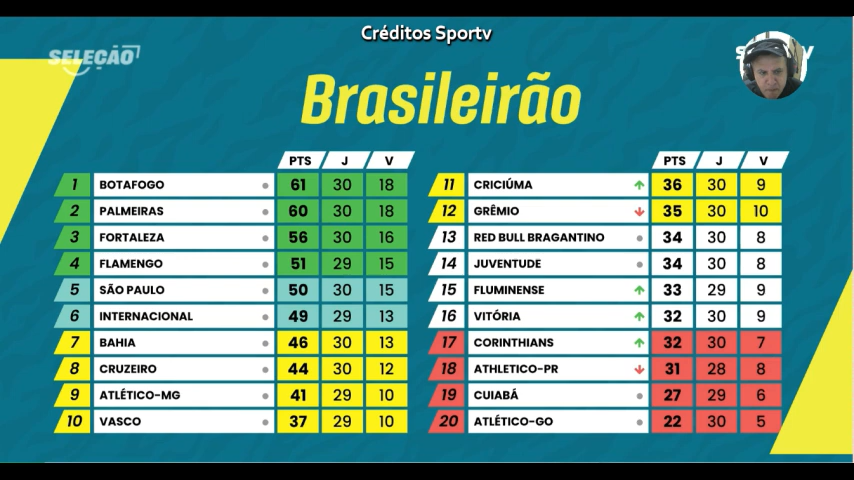 Créditos Sportv
SELEÇÃO
Brasileirão
PTS J V
1 BOTAFOGO 61 30 18
2 PALMEIRAS 60 30 18
3 FORTALEZA 56 30 16
4 FLAMENGO 51 29 15
5 SÃO PAULO 50 30 15
6 INTERNACIONAL 49 29 13
7 BAHIA 46 30 13
8 CRUZEIRO 44 30 12
9 ATLÉTICO-MG 41 29 10
10 VASCO 37 29 10
PTS J V
11 CRICIÚMA 36 30 9
12 GRÊMIO 35 30 10
13 RED BULL BRAGANTINO 34 30 8
14 JUVENTUDE 34 30 8
15 FLUMINENSE 33 29 9
16 VITÓRIA 32 30 9
17 CORINTHIANS 32 30 7
18 ATHLETICO-PR 31 28 8
19 CUIABÁ 27 29 6
20 ATLÉTICO-GO 22 30 5